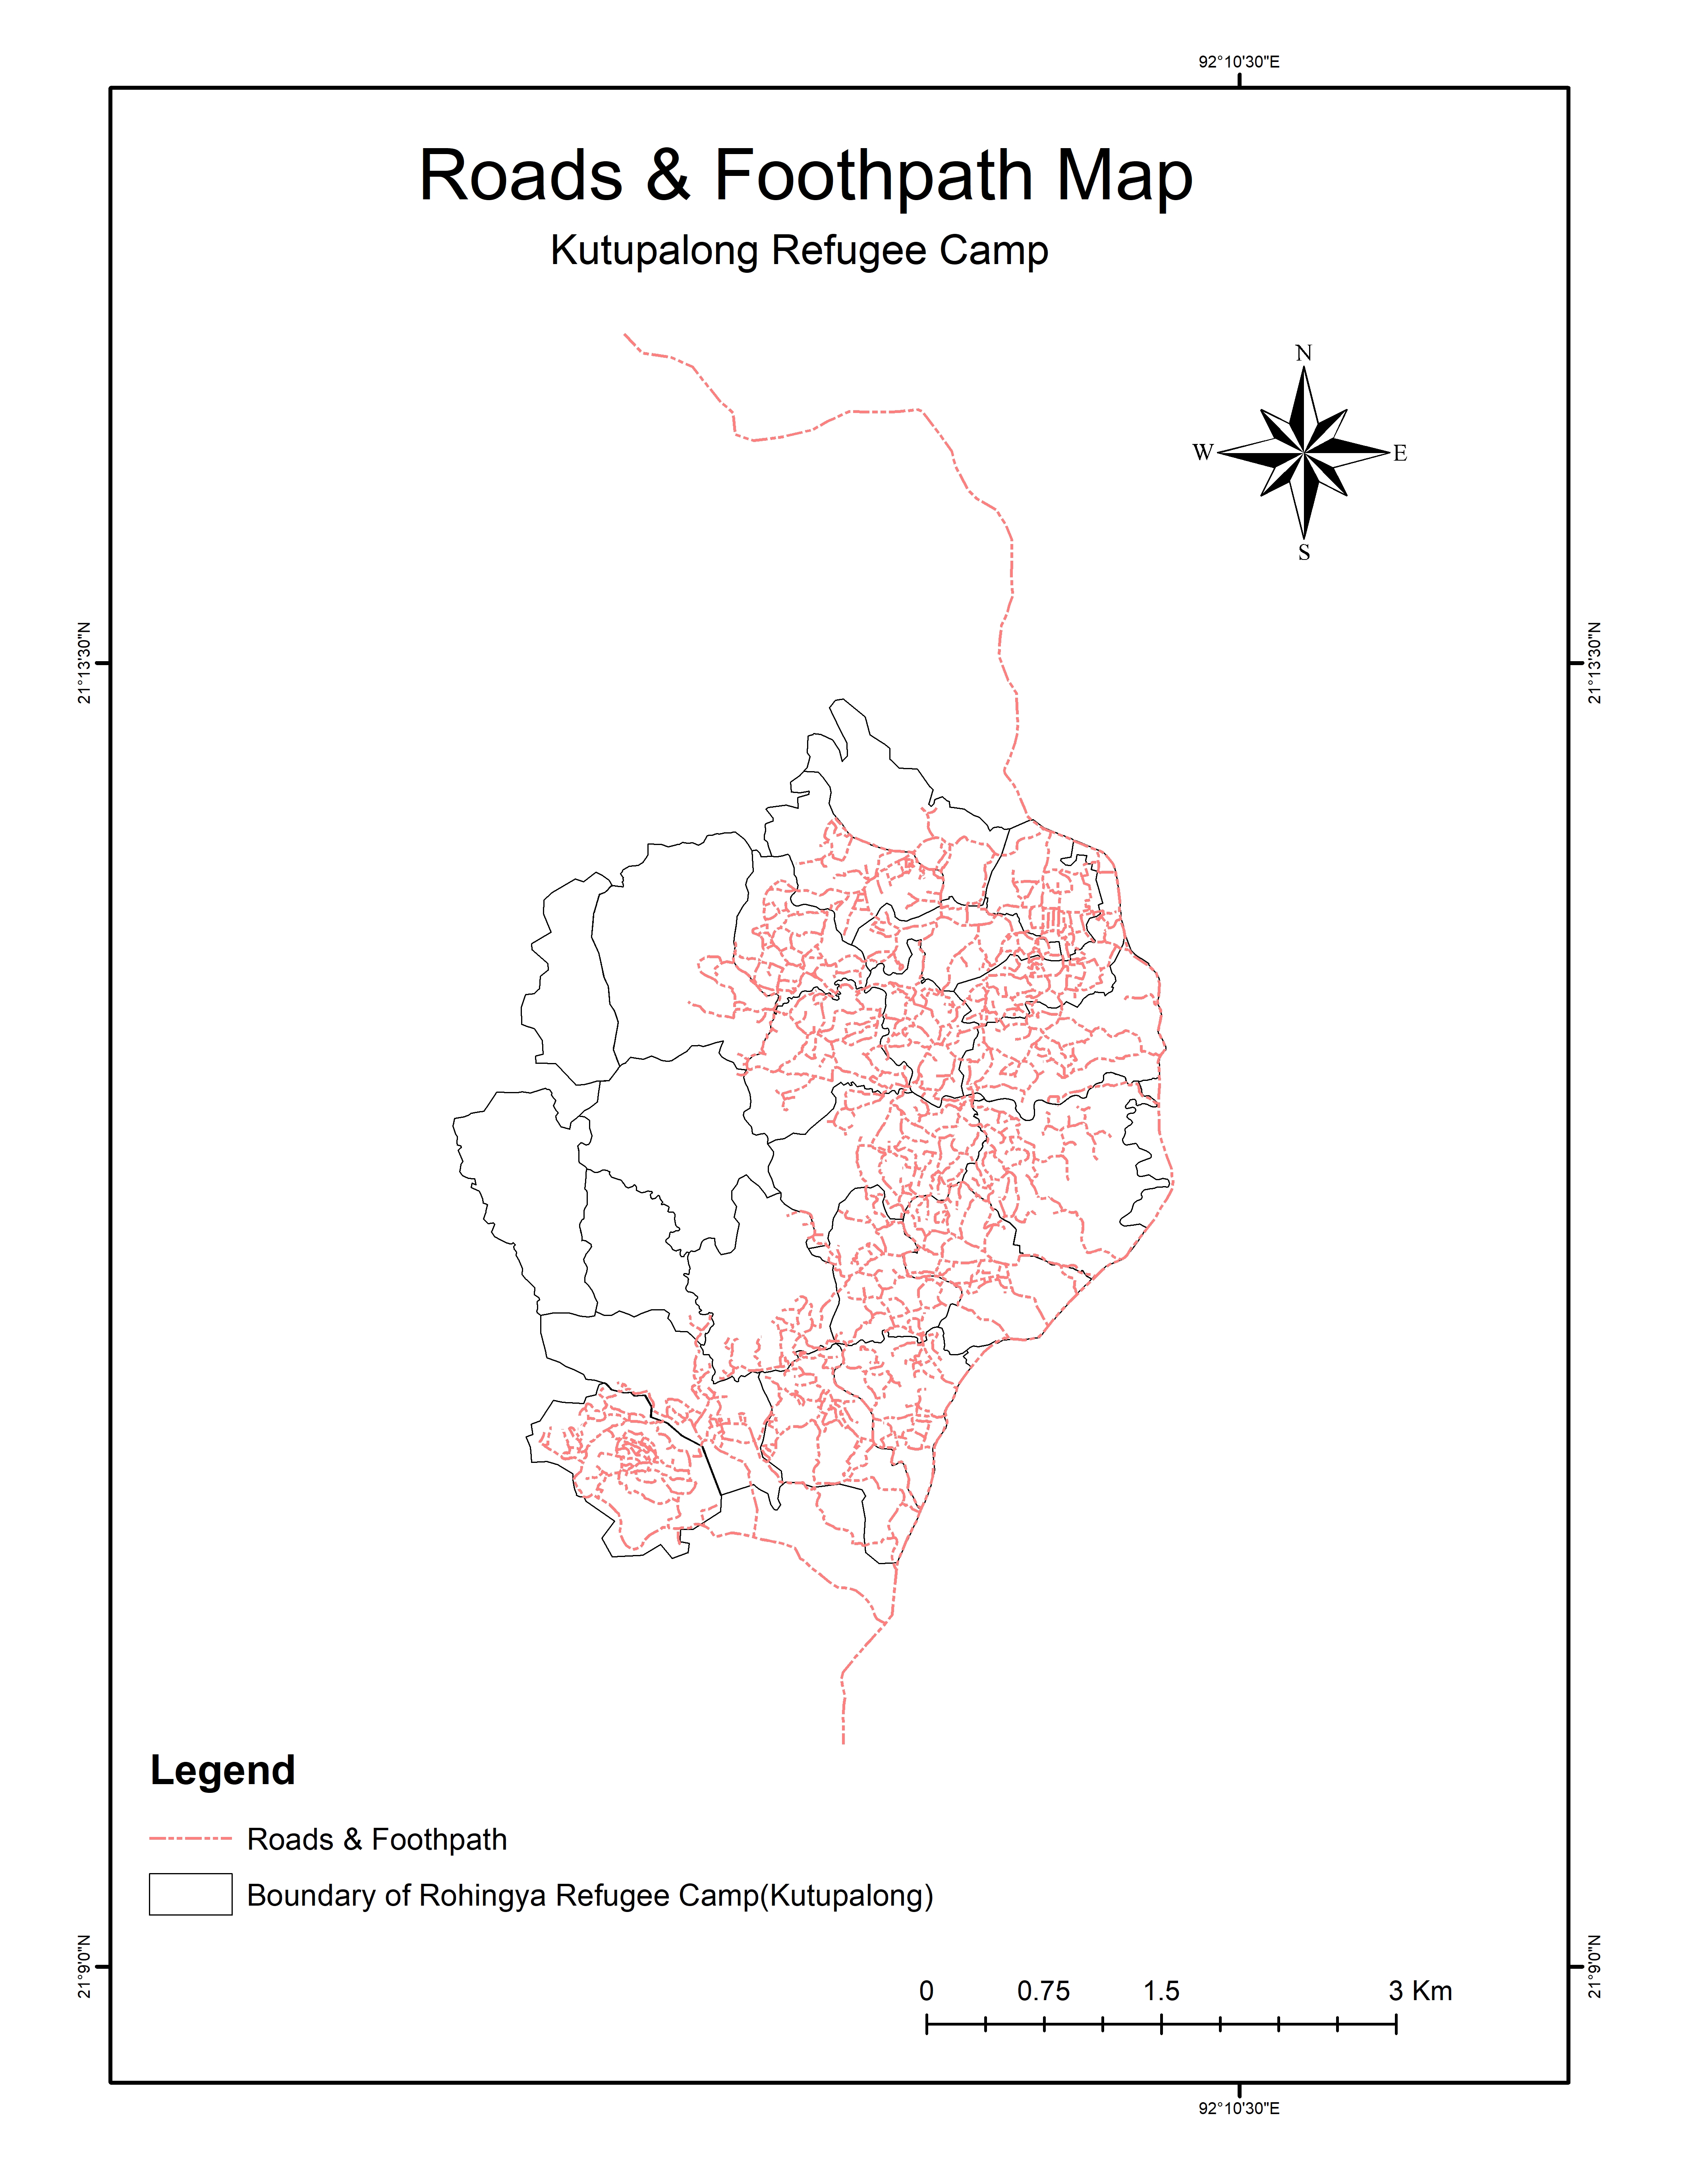 92°10'30"E
Roads & Foothpath Map
Kutupalong Refugee Camp
N
W
E
S
21°13'30"N
21°13'30"N
Legend
Roads & Foothpath
Boundary of Rohingya Refugee Camp(Kutupalong)
21°9'0"N
21°9'0"N
0 0.75 1.5 3 Km
92°10'30"E